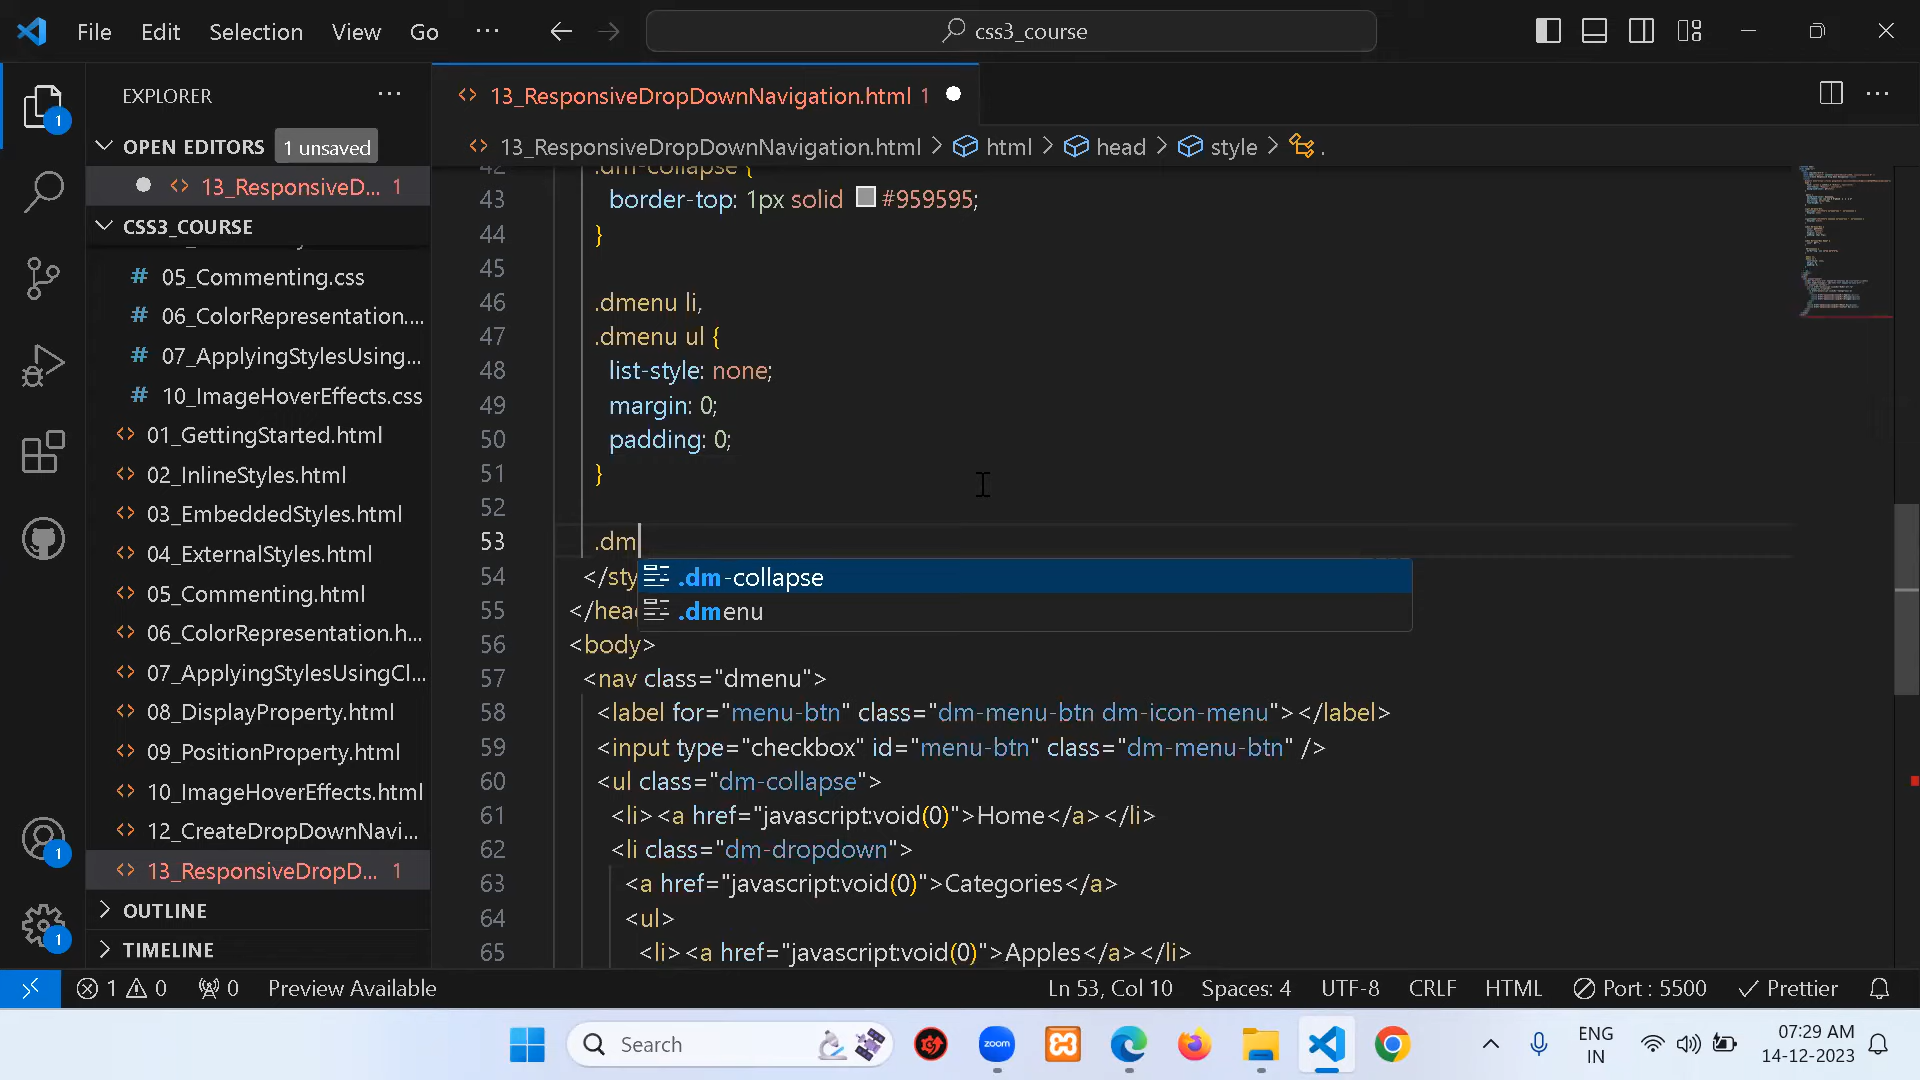 File Edit Selection View Go ··· css3_course
EXPLORER ···
13_ResponsiveDropDownNavigation.html 1
OPEN EDITORS 1 unsaved
13_ResponsiveDropDownNavigation.html > html > head > style > .
13_ResponsiveD... 1
CSS3_COURSE
05_Commenting.css
06_ColorRepresentation....
07_ApplyingStylesUsing...
10_ImageHoverEffects.css
01_GettingStarted.html
02_InlineStyles.html
03_EmbeddedStyles.html
04_ExternalStyles.html
05_Commenting.html
06_ColorRepresentation.h...
07_ApplyingStylesUsingCl...
08_DisplayProperty.html
09_PositionProperty.html
10_ImageHoverEffects.html
12_CreateDropDownNavi...
13_ResponsiveDropD... 1
OUTLINE
TIMELINE
42 .dm-collapse {
43 border-top: 1px solid #959595;
44 }
45
46 .dmenu li,
47 .dmenu ul {
48 list-style: none;
49 margin: 0;
50 padding: 0;
51 }
52
53 .dm
54 </sty
.dm-collapse
55 </hea
.dmenu
56 <body>
57 <nav class="dmenu">
58 <label for="menu-btn" class="dm-menu-btn dm-icon-menu"></label>
59 <input type="checkbox" id="menu-btn" class="dm-menu-btn" />
60 <ul class="dm-collapse">
61 <li><a href="javascript:void(0)">Home</a></li>
62 <li class="dm-dropdown">
63 <a href="javascript:void(0)">Categories</a>
64 <ul>
65 <li><a href="javascript:void(0)">Apples</a></li>
1
1
1
1 0 0 Preview Available Ln 53, Col 10 Spaces: 4 UTF-8 CRLF HTML Port : 5500 Prettier
Search zoom ENG
IN
07:29 AM
14-12-2023